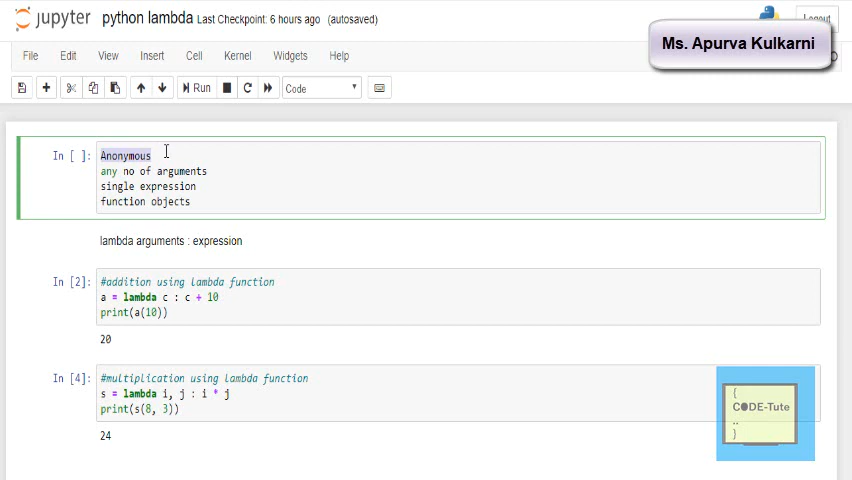 jupyter python lambda Last Checkpoint: 6 hours ago (autosaved)
Ms. Apurva Kulkarni
File Edit View Insert Cell Kernel Widgets Help
Run Code
In [ ]: Anonymous
any no of arguments
single expression
function objects
lambda arguments : expression
In [2]: #addition using lambda function
a = lambda c : c + 10
print(a(10))
20
In [4]: #multiplication using lambda function
s = lambda i, j : i * j
print(s(8, 3))
24
{
CODE-Tute
..
}